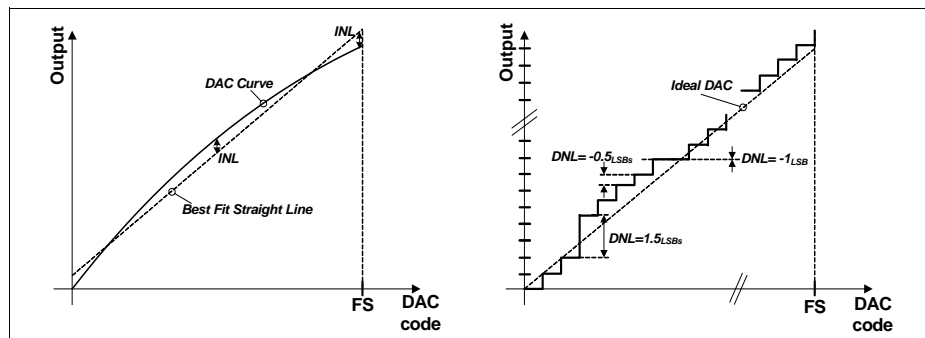 Output
INL
DAC Curve
INL
Best Fit Straight Line
FS
DAC
code
Output
Ideal DAC
DNL= -0.5LSBs
DNL= -1LSB
DNL=1.5LSBs
FS
DAC
code